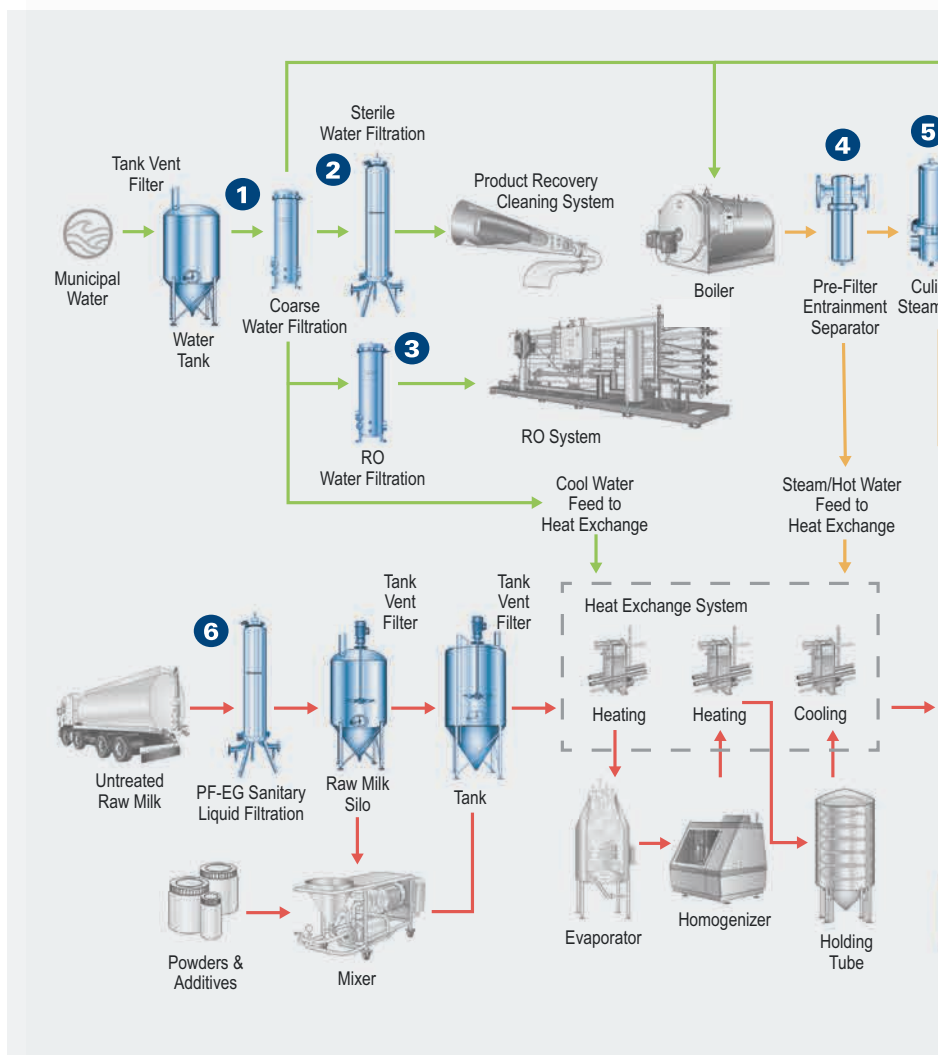 Sterile
Water Filtration
Tank Vent
Filter
1
2
4
5
Product Recovery
Cleaning System
Municipal
Water
Water
Tank
Coarse
Water Filtration
Boiler
Pre-Filter
Entrainment
Separator
Steam
3
RO
Water Filtration
RO System
Cool Water
Feed to
Heat Exchange
Steam/Hot Water
Feed to
Heat Exchange
Tank
Vent
Filter
Tank
Vent
Filter
Heat Exchange System
6
Heating
Heating
Cooling
Untreated
Raw Milk
PF-EG Sanitary
Liquid Filtration
Raw Milk
Silo
Tank
Powders &
Additives
Mixer
Evaporator
Homogenizer
Holding
Tube